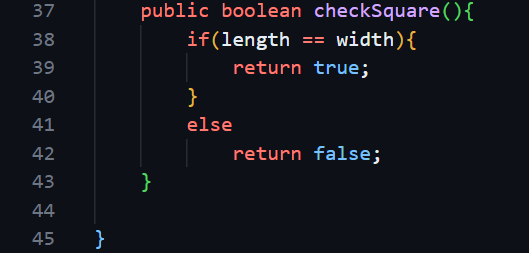 37 public boolean checkSquare(){
38 if(length == width){
39 return true;
40 }
41 else
42 return false;
43 }
44
45 }